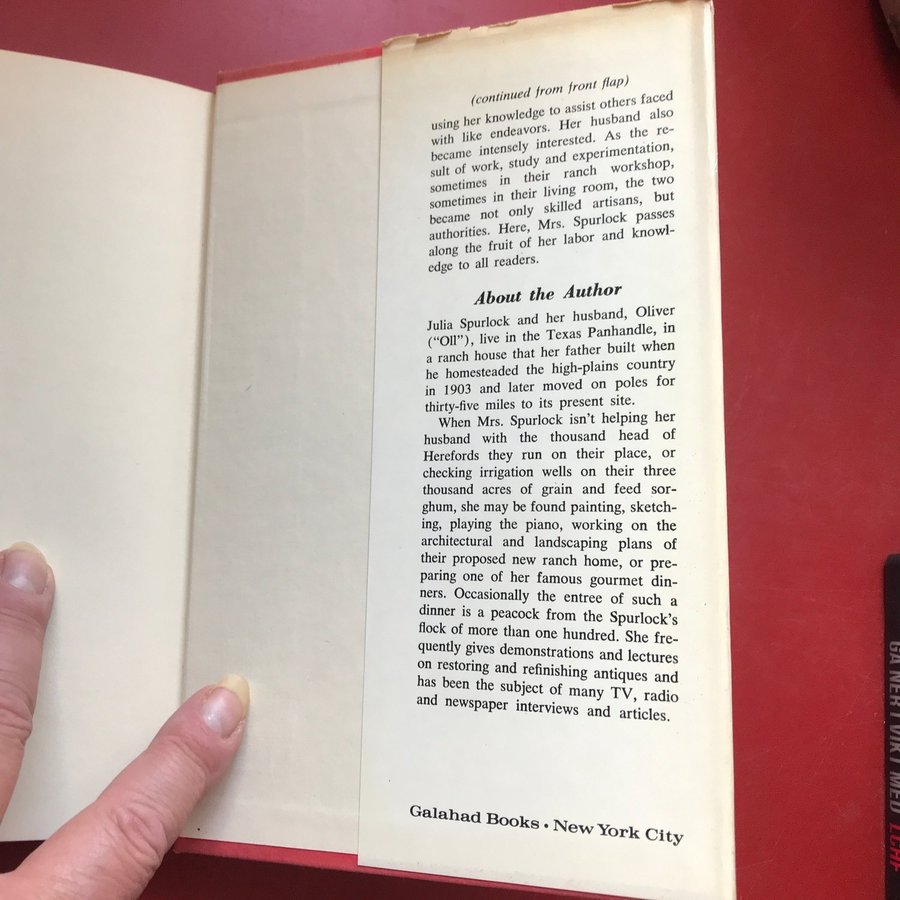 (continued from front flap)
using her knowledge to assist others faced
with like endeavors. Her husband also
became intensely interested. As the re-
sult of work, study and experimentation,
sometimes in their ranch workshop,
sometimes in their living room, the two
became not only skilled artisans, but
authorities. Here, Mrs. Spurlock passes
along the fruit of her labor and knowl-
edge to all readers.
About the Author
Julia Spurlock and her husband, Oliver
(“Oll”), live in the Texas Panhandle, in
a ranch house that her father built when
he homesteaded the high-plains country
in 1903 and later moved on poles for
thirty-five miles to its present site.
When Mrs. Spurlock isn’t helping her
husband with the thousand head of
Herefords they run on their place, or
checking irrigation wells on their three
thousand acres of grain and feed sor-
ghum, she may be found painting, sketch-
ing, playing the piano, working on the
architectural and landscaping plans of
their proposed new ranch home, or pre-
paring one of her famous gourmet din-
ners. Occasionally the entree of such a
dinner is a peacock from the Spurlock’s
flock of more than one hundred. She fre-
quently gives demonstrations and lectures
on restoring and refinishing antiques and
has been the subject of many TV, radio
and newspaper interviews and articles.
Galahad Books • New York City
MED